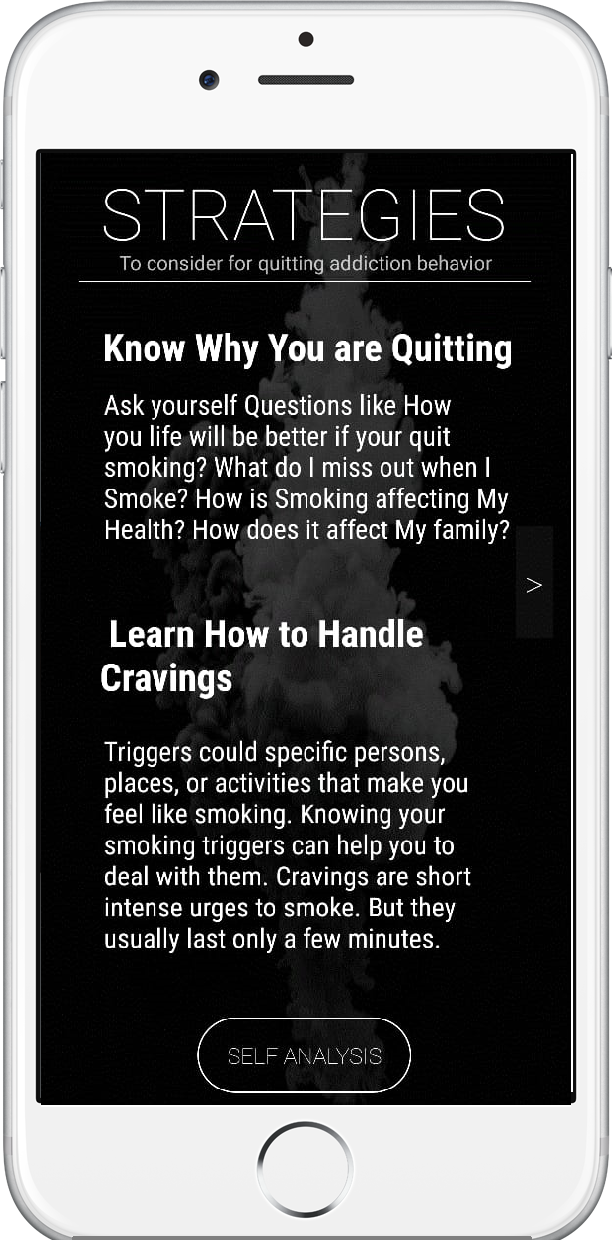 STRATEGIES
To consider for quitting addiction behavior
Know Why You are Quitting
Ask yourself Questions like How
you life will be better if your quit
smoking? What do I miss out when I
Smoke? How is Smoking affecting My
Health? How does it affect My family?
>
Learn How to Handle
Cravings
Triggers could specific persons,
places, or activities that make you
feel like smoking. Knowing your
smoking triggers can help you to
deal with them. Cravings are short
intense urges to smoke. But they
usually last only a few minutes.
SELF ANALYSIS